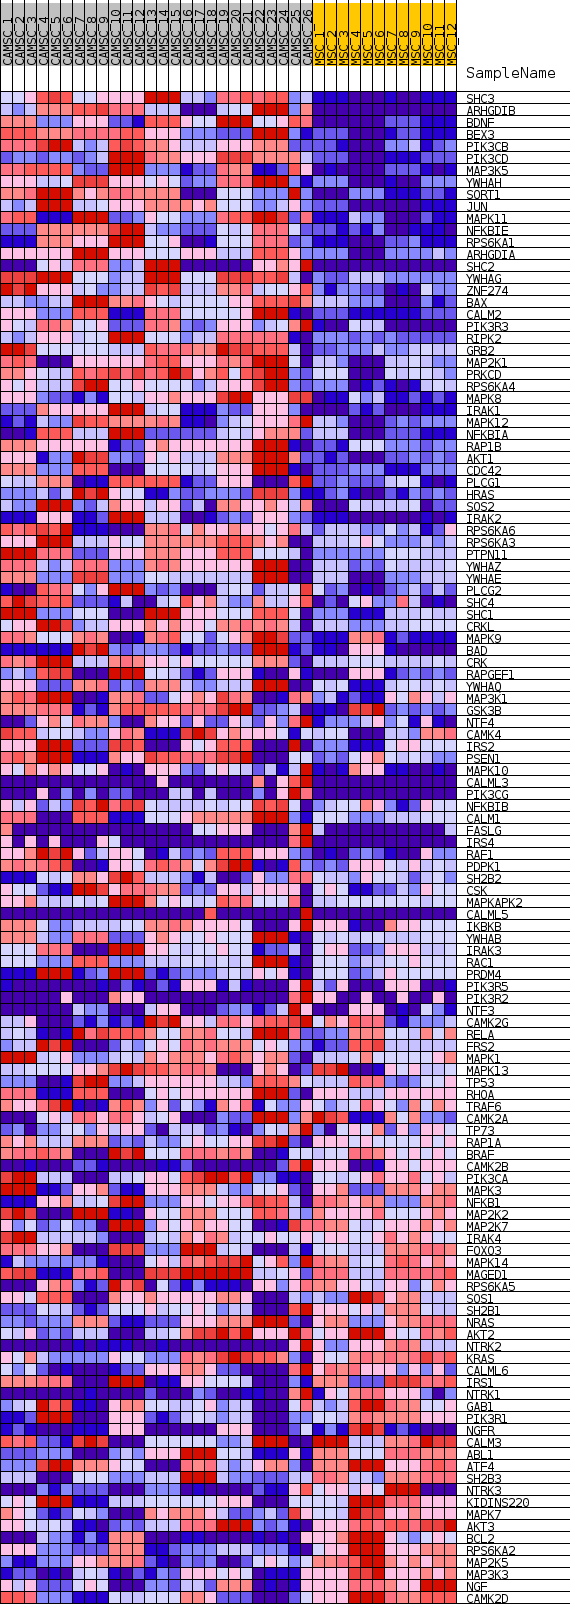 CAMSC_1
CAMSC_2
CAMSC_3
CAMSC_4
CAMSC_5
CAMSC_6
CAMSC_7
CAMSC_8
CAMSC_9
CAMSC_10
CAMSC_11
CAMSC_12
CAMSC_13
CAMSC_14
CAMSC_15
CAMSC_16
CAMSC_17
CAMSC_18
CAMSC_19
CAMSC_20
CAMSC_21
CAMSC_22
CAMSC_23
CAMSC_24
CAMSC_25
CAMSC_26
MSC_1
MSC_2
MSC_3
MSC_4
MSC_5
MSC_6
MSC_7
MSC_8
MSC_9
MSC_10
MSC_11
MSC_12
SampleName
SHC3
ARHGDIB
BDNF
BEX3
PIK3CB
PIK3CD
MAP3K5
YWHAH
SORT1
JUN
MAPK11
NFKBIE
RPS6KA1
ARHGDIA
SHC2
YWHAG
ZNF274
BAX
CALM2
PIK3R3
RIPK2
GRB2
MAP2K1
PRKCD
RPS6KA4
MAPK8
IRAK1
MAPK12
NFKBIA
RAP1B
AKT1
CDC42
PLCG1
HRAS
SOS2
IRAK2
RPS6KA6
RPS6KA3
PTPN11
YWHAZ
YWHAE
PLCG2
SHC4
SHC1
CRKL
MAPK9
BAD
CRK
RAPGEF1
YWHAQ
MAP3K1
GSK3B
NTF4
CAMK4
IRS2
PSEN1
MAPK10
CALML3
PIK3CG
NFKBIB
CALM1
FASLG
IRS4
RAF1
PDPK1
SH2B2
CSK
MAPKAPK2
CALML5
IKBKB
YWHAB
IRAK3
RAC1
PRDM4
PIK3R5
PIK3R2
NTF3
CAMK2G
RELA
FRS2
MAPK1
MAPK13
TP53
RHOA
TRAF6
CAMK2A
TP73
RAP1A
BRAF
CAMK2B
PIK3CA
MAPK3
NFKB1
MAP2K2
MAP2K7
IRAK4
FOXO3
MAPK14
MAGED1
RPS6KA5
SOS1
SH2B1
NRAS
AKT2
NTRK2
KRAS
CALML6
IRS1
NTRK1
GAB1
PIK3R1
NGFR
CALM3
ABL1
ATF4
SH2B3
NTRK3
KIDINS220
MAPK7
AKT3
BCL2
RPS6KA2
MAP2K5
MAP3K3
NGF
CAMK2D